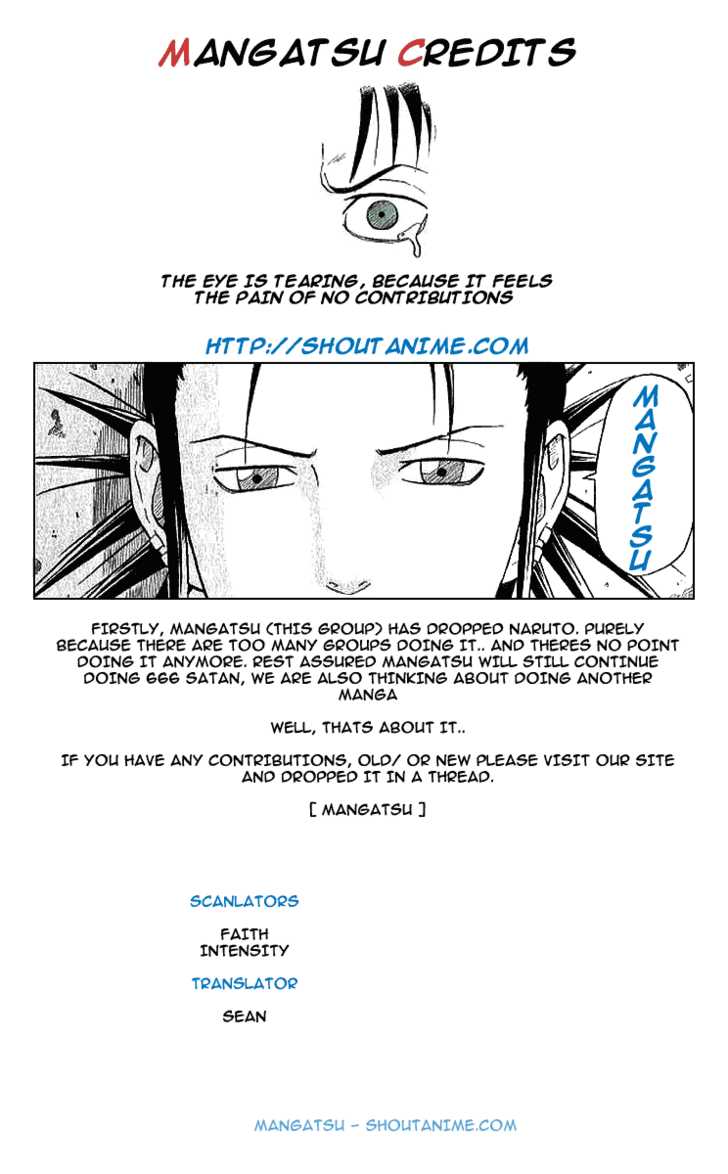 MANGATSU CREDITS
THE EYE IS TEARING, BECAUSE IT FEELS
THE PAIN OF NO CONTRIBUTIONS
HTTP://SHOUTANIME.COM
MANGATSU
FIRSTLY, MANGATSU (THIS GROUP) HAS DROPPED NARUTO. PURELY
BECAUSE THERE ARE TOO MANY GROUPS DOING IT.. AND THERES NO POINT
DOING IT ANYMORE. REST ASSURED MANGATSU WILL STILL CONTINUE
DOING 666 SATAN, WE ARE ALSO THINKING ABOUT DOING ANOTHER
MANGA
WELL, THATS ABOUT IT..
IF YOU HAVE ANY CONTRIBUTIONS, OLD/ OR NEW PLEASE VISIT OUR SITE
AND DROPPED IT IN A THREAD.
[ MANGATSU ]
SCANLATORS
FAITH
INTENSITY
TRANSLATOR
SEAN
MANGATSU - SHOUTANIME.COM